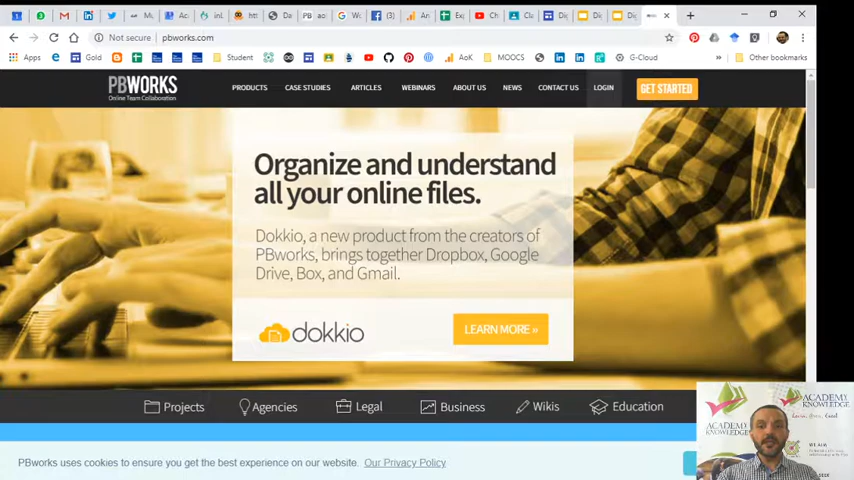 Gold
Student
AoK
MOOCS
G-Cloud
Other bookmarks
Apps
Not secure | pbworks.com
PBWORKS
Online Team Collaboration
PRODUCTS
CASE STUDIES
ARTICLES
WEBINARS
ABOUT US
NEWS
CONTACT US
LOGIN
GET STARTED
Organize and understand
all your online files.
Dokkio, a new product from the creators of
PBworks, brings together Dropbox, Google
Drive, Box, and Gmail.
dokkio
LEARN MORE »
Projects
Agencies
Legal
Business
Wikis
Education
PBworks uses cookies to ensure you get the best experience on our website. Our Privacy Policy
ACADEMY
KNOWLEDGE